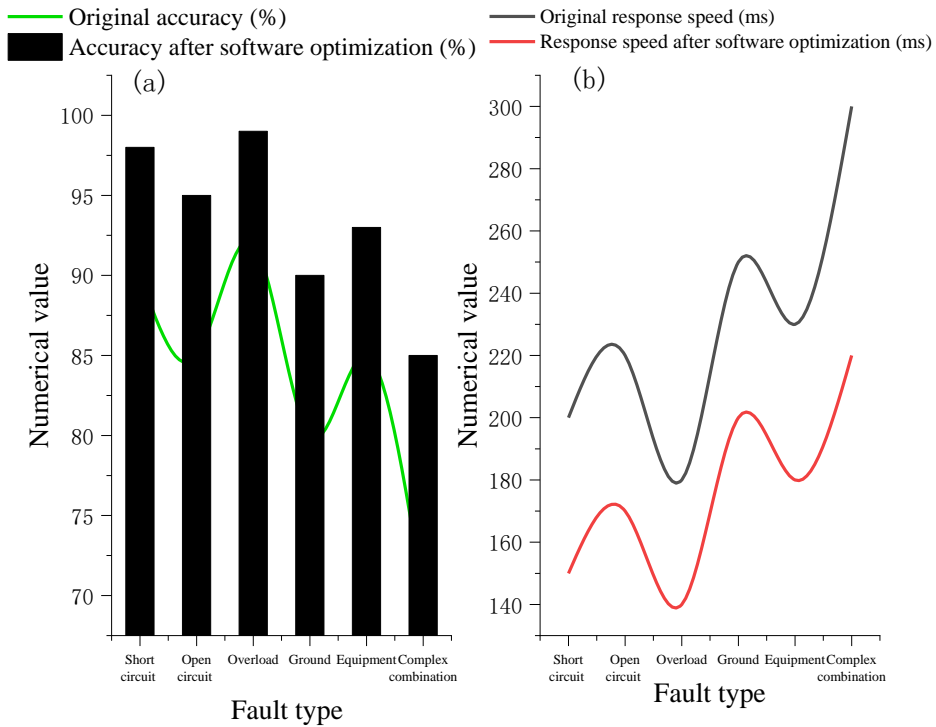 Original accuracy (%)
Accuracy after software optimization (%)
Original response speed (ms)
Response speed after software optimization (ms)
(a)
100
95
90
85
80
75
70
Numerical value
Short circuit
Open circuit
Overload
Ground
Equipment
Complex combination
Fault type
(b)
300
280
260
240
220
200
180
160
140
Numerical value
Short circuit
Open circuit
Overload
Ground
Equipment
Complex combination
Fault type